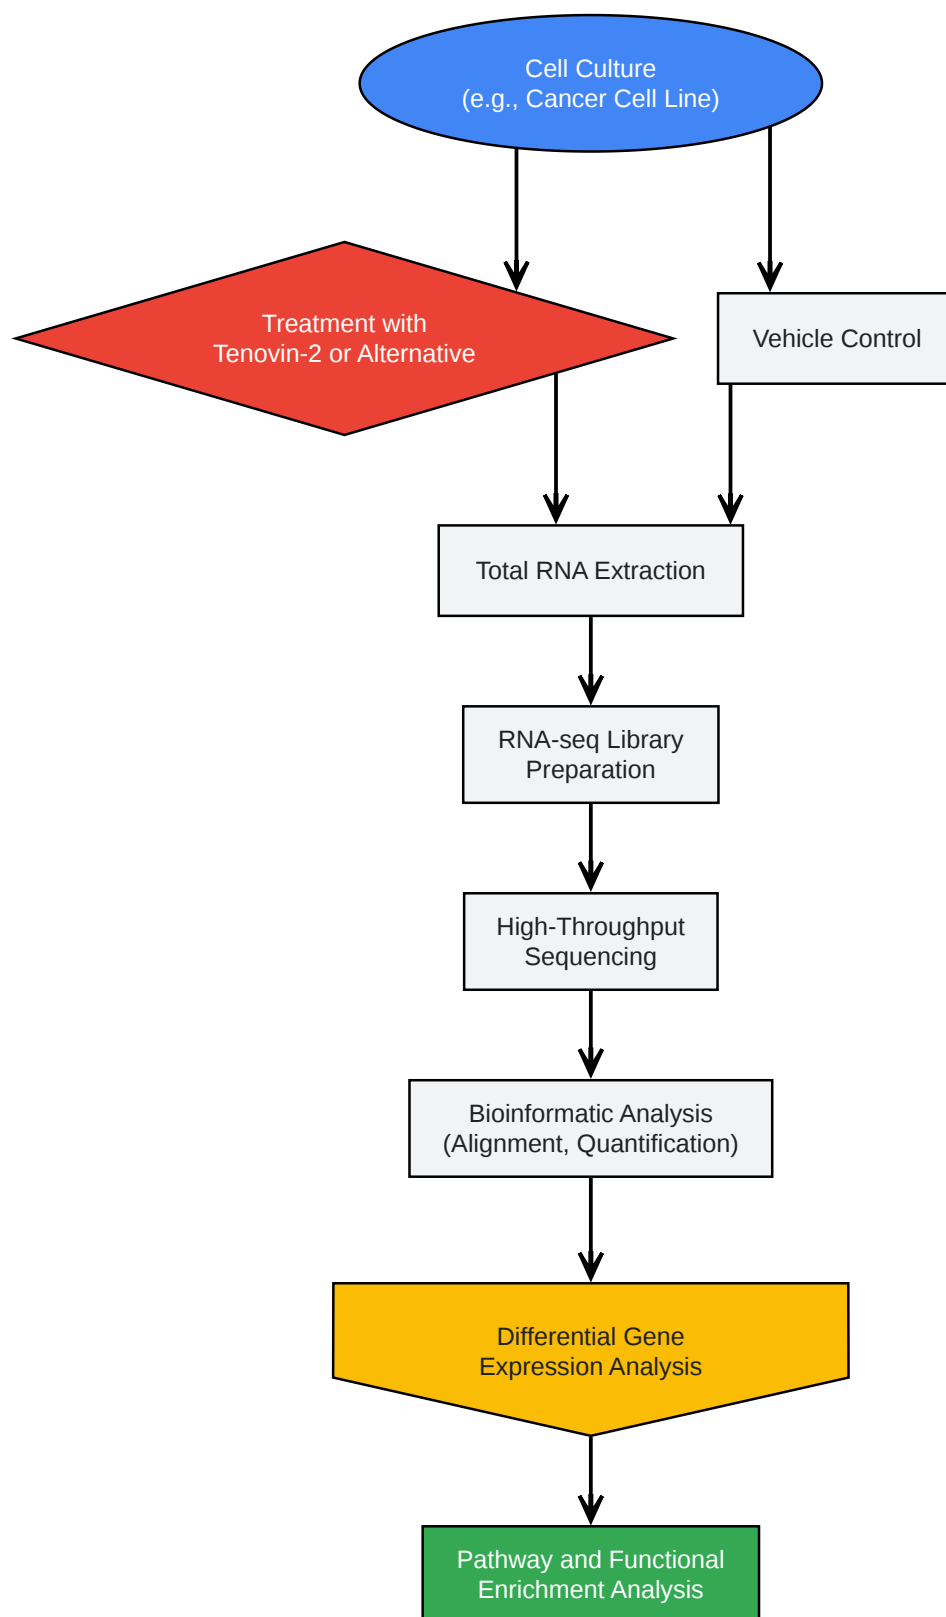 Cell Culture
(e.g., Cancer Cell Line)
Treatment with
Tenovin-2 or Alternative
Vehicle Control
Total RNA Extraction
RNA-seq Library
Preparation
High-Throughput
Sequencing
Bioinformatic Analysis
(Alignment, Quantification)
Differential Gene
Expression Analysis
Pathway and Functional
Enrichment Analysis